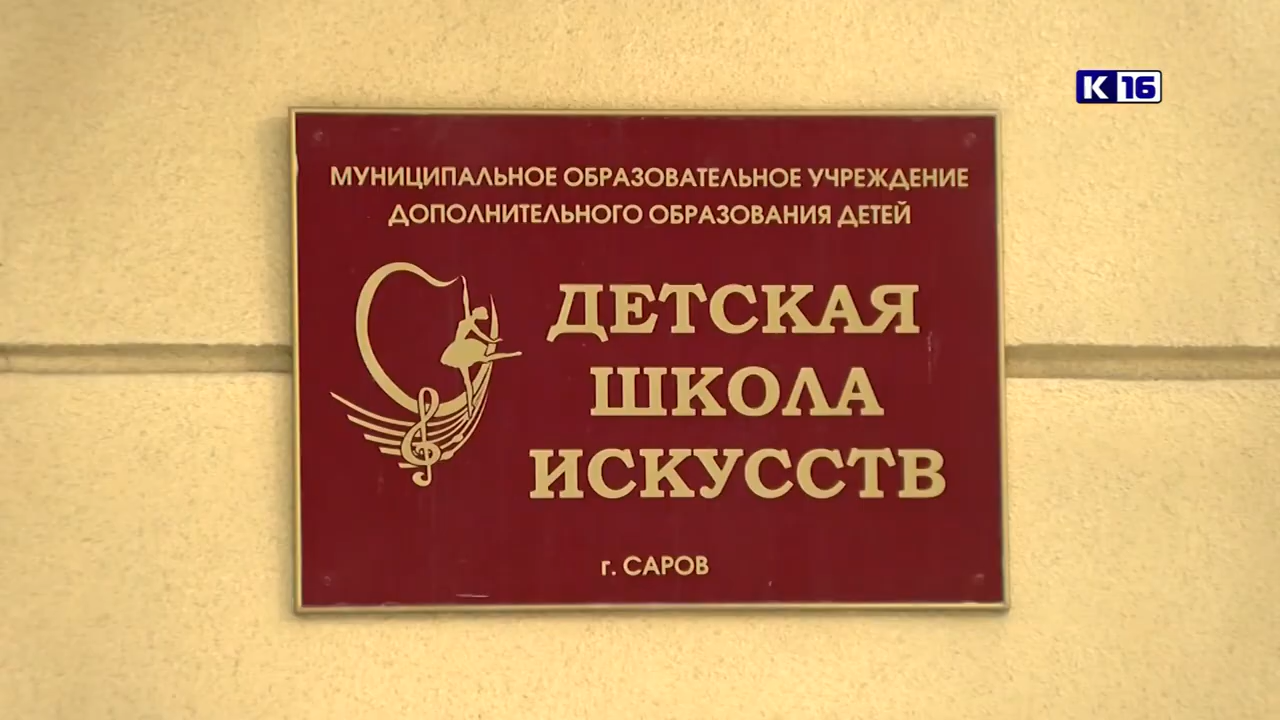 К 16
МУНИЦИПАЛЬНОЕ ОБРАЗОВАТЕЛЬНОЕ УЧРЕЖДЕНИЕ
ДОПОЛНИТЕЛЬНОГО ОБРАЗОВАНИЯ ДЕТЕЙ
ДЕТСКАЯ
ШКОЛА
ИСКУССТВ
г. САРОВ